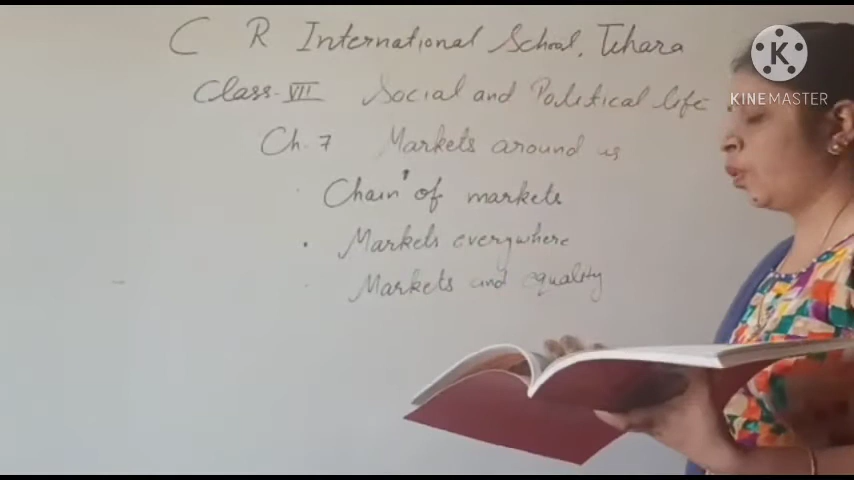 C R International School, Tehara
Class-VII Social and Political life
KINEMASTER
Ch. 7 Markets around us
Chain of markets
• Markets everywhere
Markets and equality